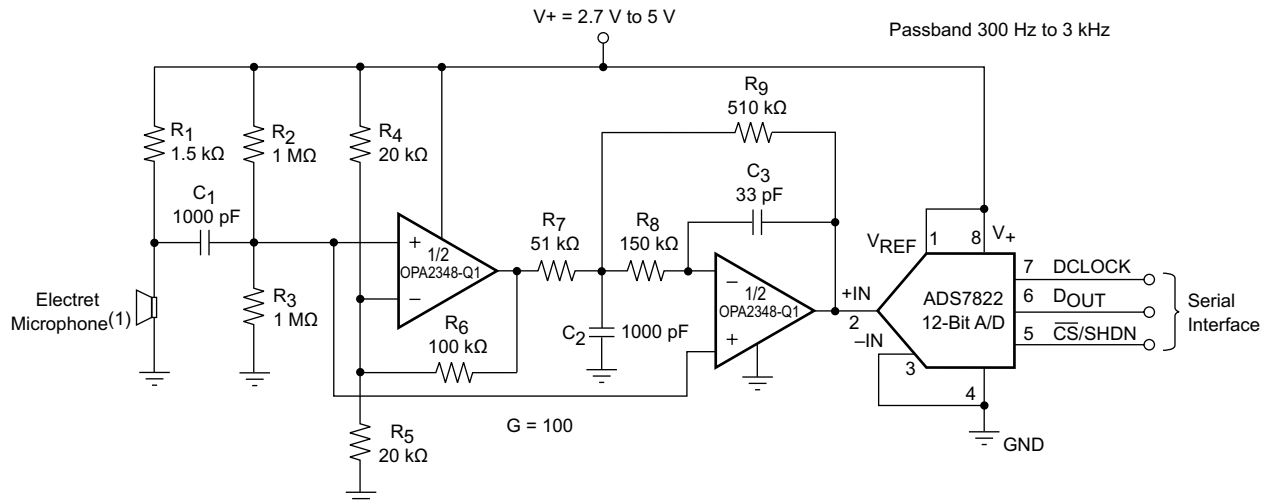 V+ = 2.7 V to 5 V
Passband 300 Hz to 3 kHz
R1
1.5 kΩ
R2
1 MΩ
R4
20 kΩ
R9
510 kΩ
C3
33 pF
C1
1000 pF
R7
51 kΩ
R8
150 kΩ
+
1/2
OPA2348-Q1
–
Electret
Microphone(1)
R3
1 MΩ
R6
100 kΩ
R5
20 kΩ
G = 100
C2
1000 pF
–
1/2
OPA2348-Q1
+
VREF
1
8
V+
+IN
2
–IN
3
ADS7822
12-Bit A/D
7
DCLOCK
6
DOUT
5
C̅S̅/SHDN
4
GND
Serial
Interface